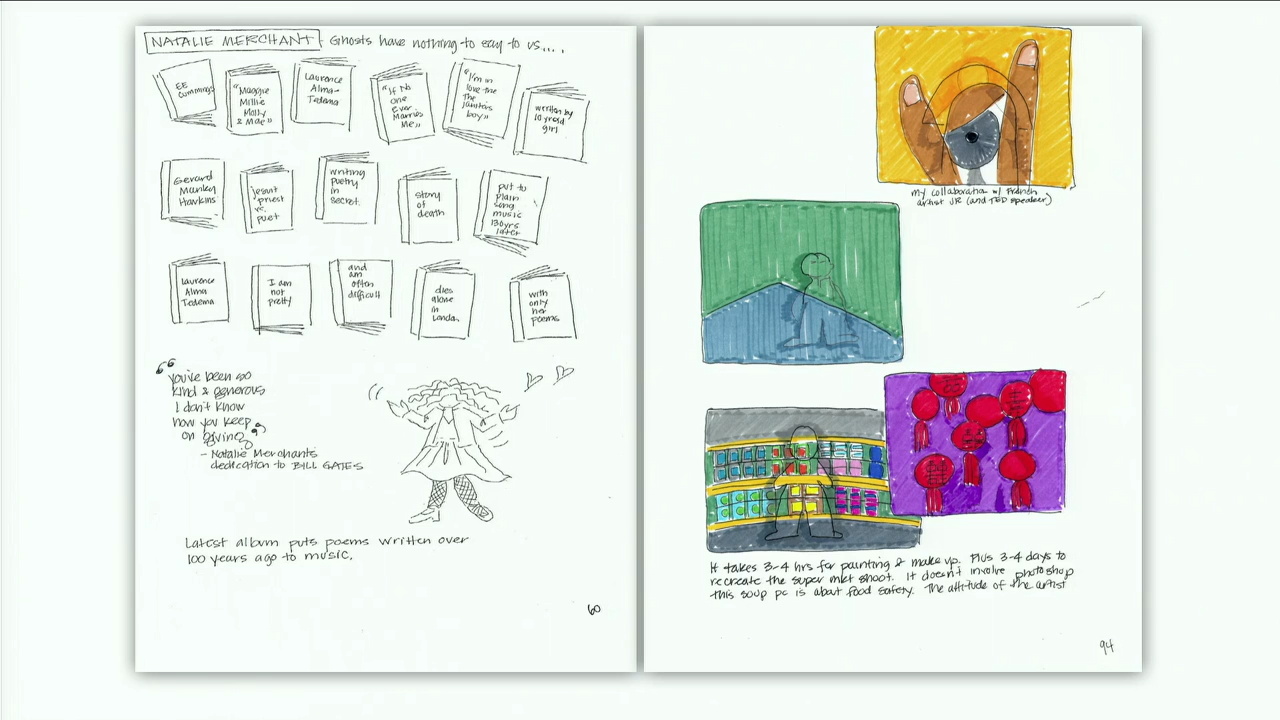 NATALIE MERCHANT - Ghosts have nothing to say to us....
EE
cummings
"Maggie
Millie
Molly
& Mae"
Laurence
Alma-
Tadema
"If No
one
ever
Marries
Me"
"I'm in
love the
The
Janitors
boy"
written by
10 yr old
girl
Gerard
Manley
Hawkins
jesuit
priest
poet
writing
poetry
in
secret.
story
of
death
put to
plain
song
music
130yrs
later
Laurence
Alma
Tadema
I am
not
pretty
and
am
often
difficult
dies
alone
in
London
with
only
her
poems
"you've been so
kind & generous
I don't know
how you keep
on giving"
- Natalie Merchants
dedication to BILL GATES
Latest album puts poems written over
100 years ago to music.
60
my collaboration w/ French
artist JR (and TED speaker)
It takes 3-4 hrs for painting & make up. Plus 3-4 days to
recreate the super mkt shoot. It doesn't involve photoshop
this soup pc is about food safety. The attitude of the artist
94